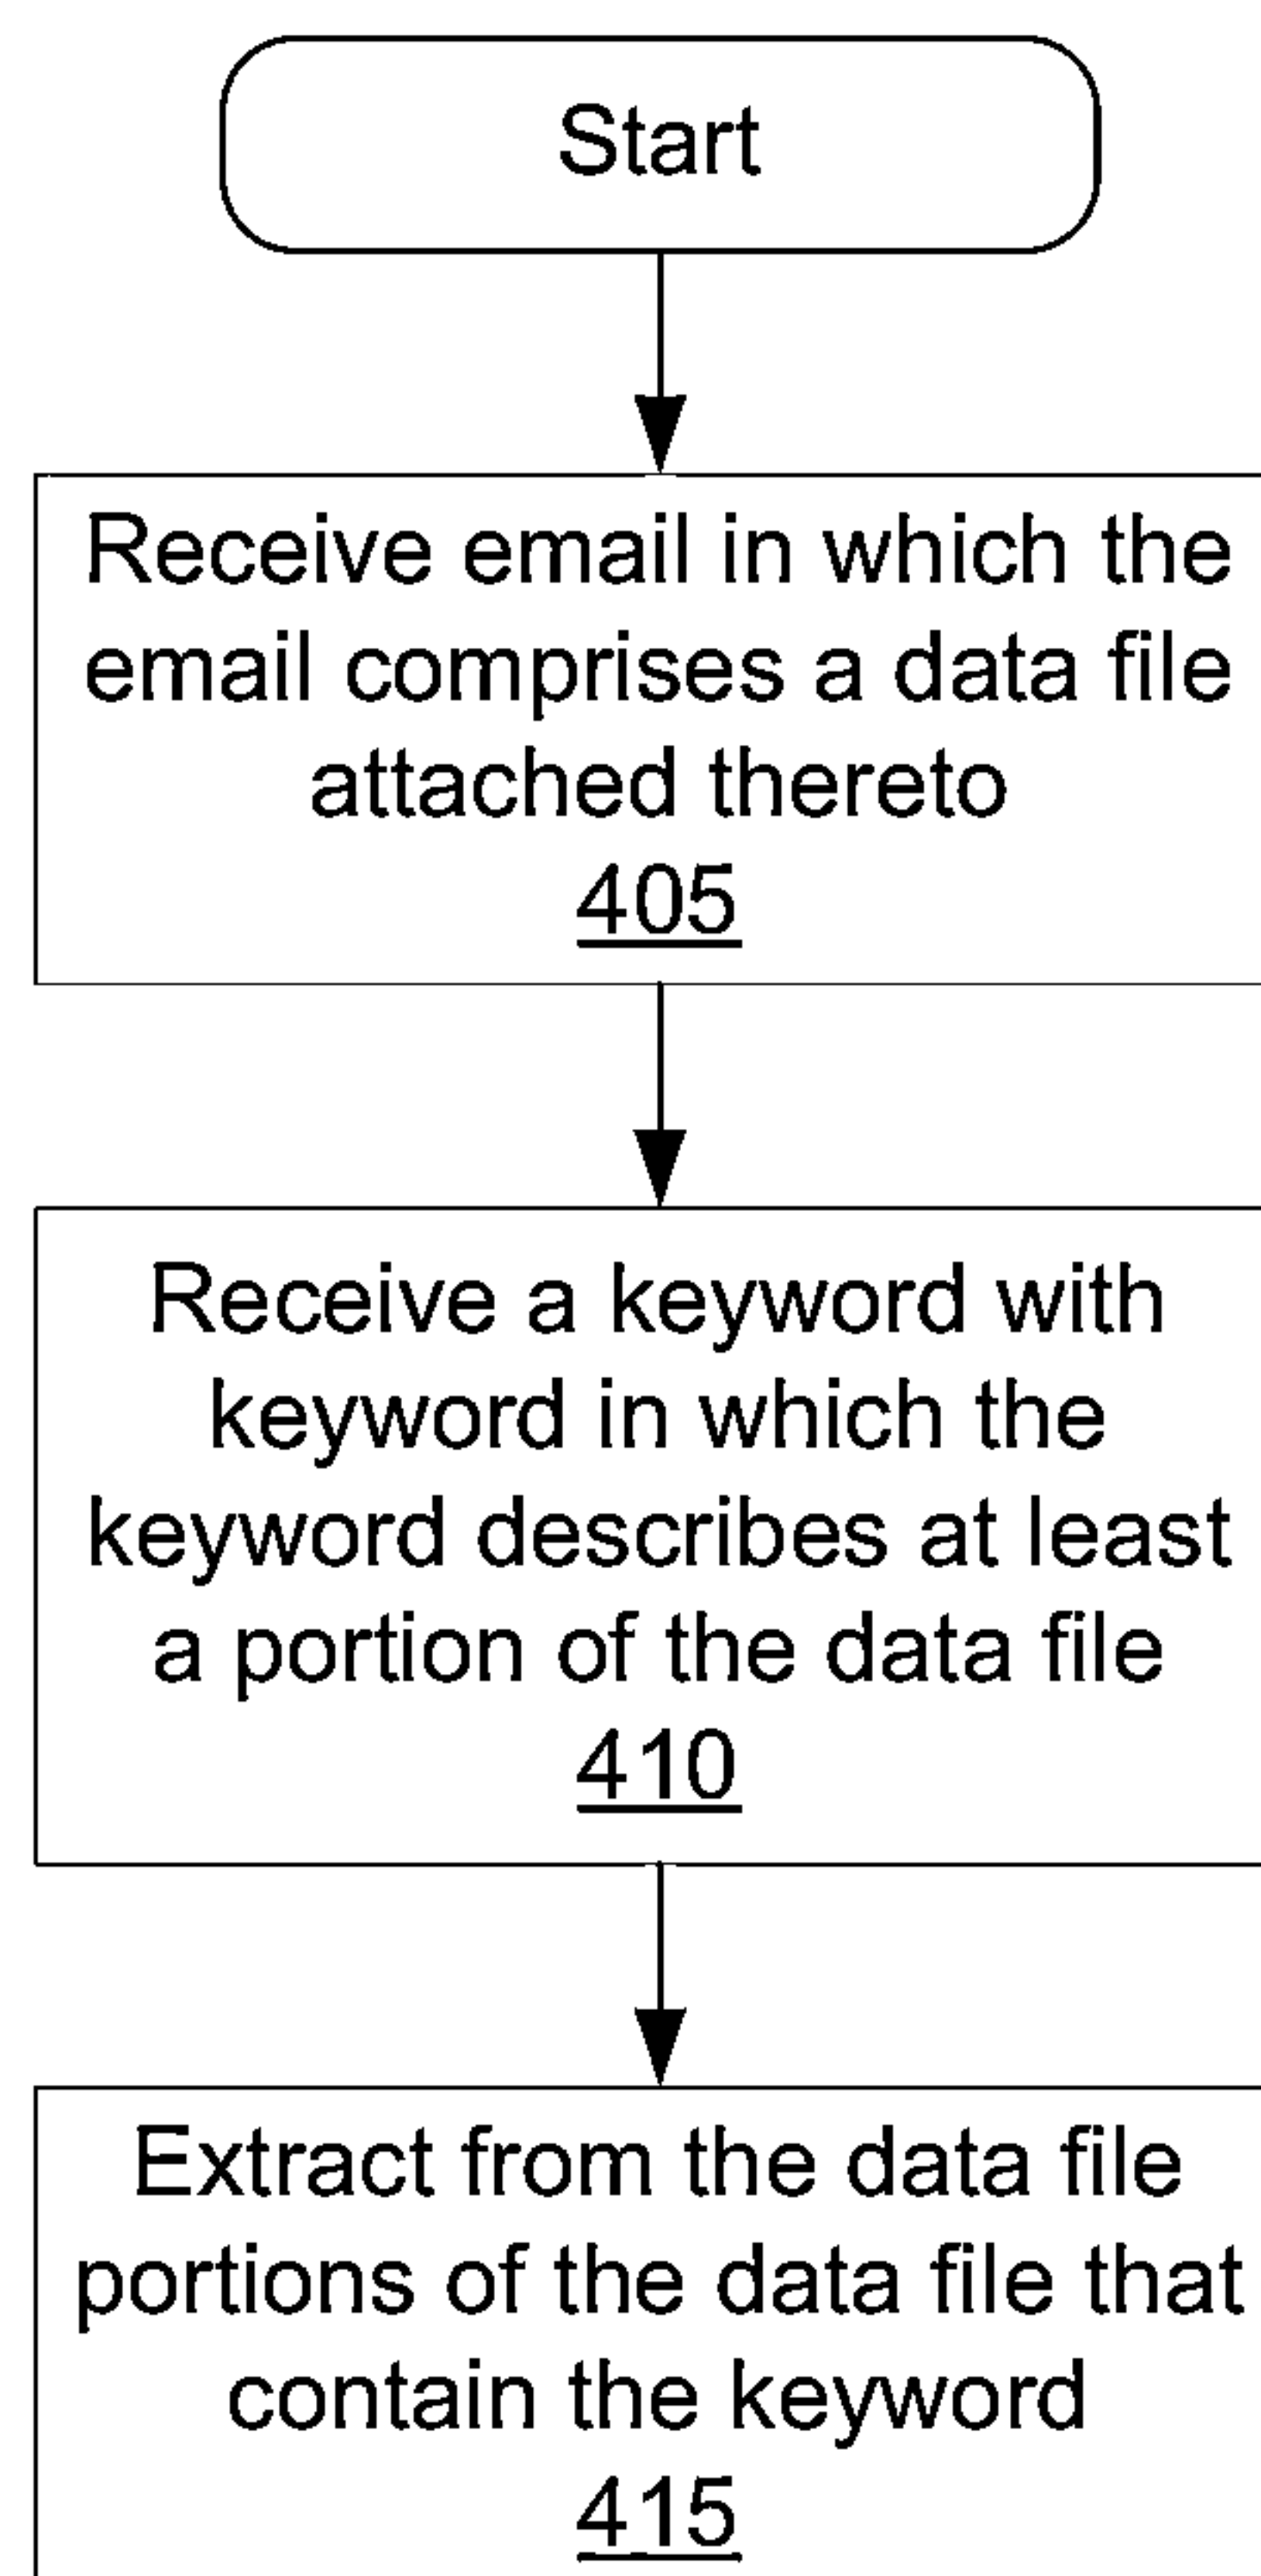 Start
Receive email in which the
email comprises a data file
attached thereto
405
Receive a keyword with
keyword in which the
keyword describes at least
a portion of the data file
410
Extract from the data file
portions of the data file that
contain the keyword
415